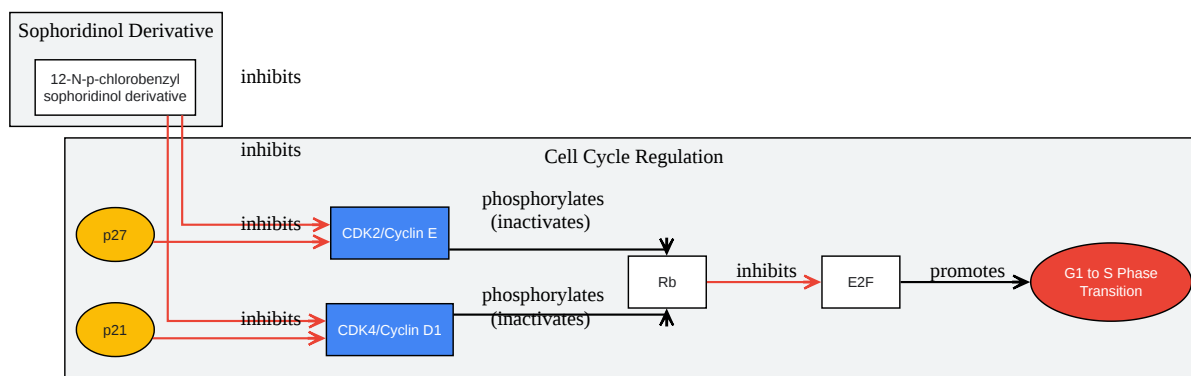 Sophoridinol Derivative
12-N-p-chlorobenzyl
sophoridinol derivative
inhibits
inhibits
Cell Cycle Regulation
phosphorylates
(inactivates)
p27
inhibits
CDK2/Cyclin E
Rb
inhibits
E2F
promotes
G1 to S Phase
Transition
phosphorylates
(inactivates)
p21
inhibits
CDK4/Cyclin D1